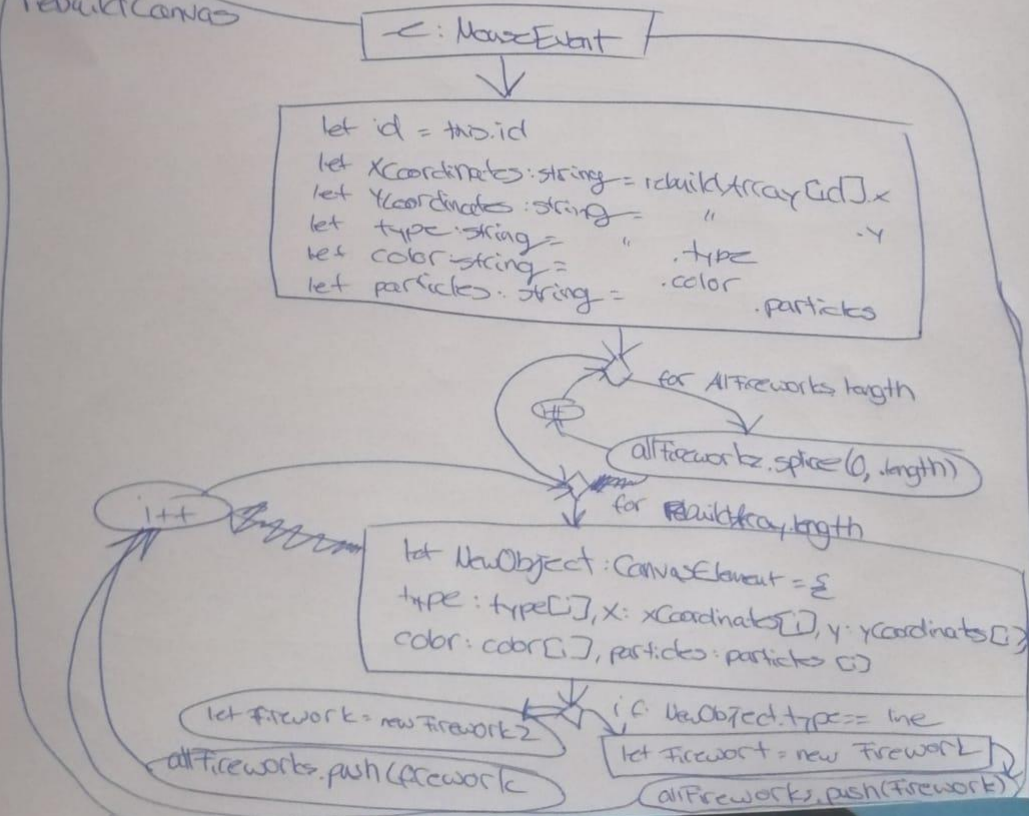 rebuildCanvas
e: MouseEvent
let id = this.id
let XCoordinates: string = rebuildArray[id].x
let YCoordinates: string = " .Y
let type: string = " .type
let color: string = .color
let particles: string = .particles
for AllFireworks length
allFireworks.splice(0, .length)
i++
for RebuildArray.length
let NewObject: CanvasElement = {
type: type[i], x: xCoordinates[i], y: yCoordinates[i]
color: color[i], particles: particles[i]
if NewObject.type == line
let firework = new Firework2
let Firework = new Firework
allFireworks.push(firework
allFireworks.push(Firework)